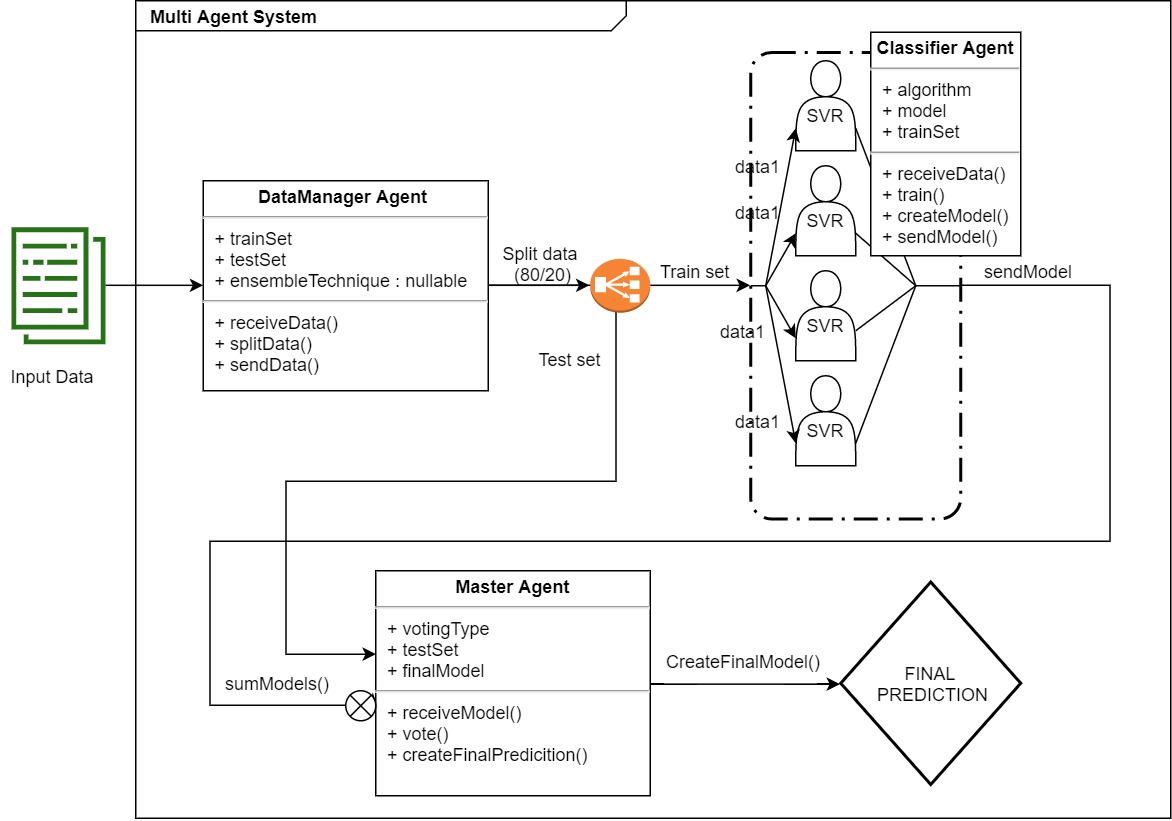 Multi Agent System
Input Data
DataManager Agent
+ trainSet
+ testSet
+ ensembleTechnique : nullable
+ receiveData()
+ splitData()
+ sendData()
Split data
(80/20)
Train set
Test set
data1
data1
data1
data1
SVR
SVR
SVR
SVR
Classifier Agent
+ algorithm
+ model
+ trainSet
+ receiveData()
+ train()
+ createModel()
+ sendModel()
sendModel
sumModels()
Master Agent
+ votingType
+ testSet
+ finalModel
+ receiveModel()
+ vote()
+ createFinalPredicition()
CreateFinalModel()
FINAL
PREDICTION